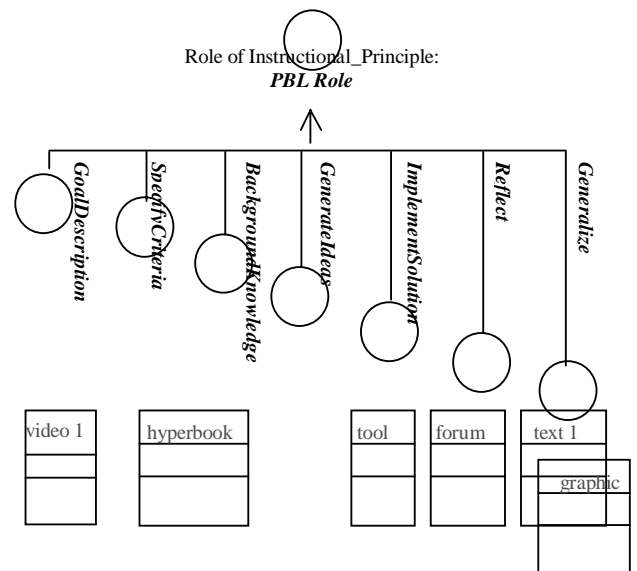 Role of Instructional_Principle:
PBL Role
GoalDescription
SpecifyCriteria
BackgroundKnowledge
GenerateIdeas
ImplementSolution
Reflect
Generalize
video 1
hyperbook
tool
forum
text 1
graphic